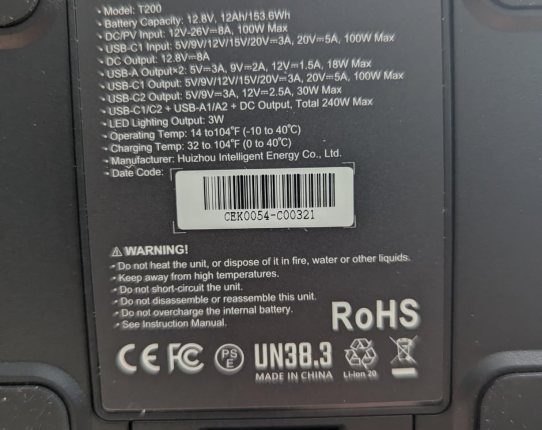 • Model: T200
• Battery Capacity: 12.8V, 12Ah/153.6Wh
• DC/PV Input: 12V-26V⎓8A, 100W Max
• USB-C1 Input: 5V/9V/12V/15V/20V⎓3A, 20V⎓5A, 100W Max
• DC Output: 12.8V⎓8A
• USB-A Output×2: 5V⎓3A, 9V⎓2A, 12V⎓1.5A, 18W Max
• USB-C1 Output: 5V/9V/12V/15V/20V⎓3A, 20V⎓5A, 100W Max
• USB-C2 Output: 5V/9V⎓3A, 12V⎓2.5A, 30W Max
• USB-C1/C2 + USB-A1/A2 + DC Output, Total 240W Max
• LED Lighting Output: 3W
• Operating Temp: 14 to104°F (-10 to 40°C)
• Charging Temp: 32 to 104°F (0 to 40°C)
• Manufacturer: Huizhou Intelligent Energy Co., Ltd.
• Date Code:
CEK0054-C00321
⚠WARNING!
• Do not heat the unit, or dispose of it in fire, water or other liquids.
• Keep away from high temperatures.
• Do not short-circuit the unit.
• Do not disassemble or reassemble this unit.
• Do not overcharge the internal battery.
• See Instruction Manual.
RoHS
CE FC PS E UN38.3
MADE IN CHINA
Li-ion 20